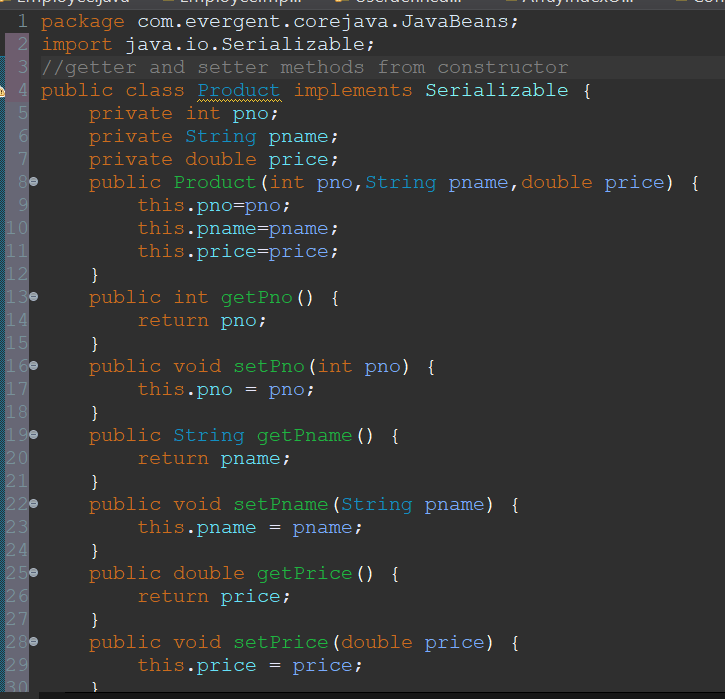 package com.evergent.corejava.JavaBeans;
import java.io.Serializable;
//getter and setter methods from constructor
public class Product implements Serializable {
    private int pno;
    private String pname;
    private double price;
    public Product(int pno,String pname,double price) {
        this.pno=pno;
        this.pname=pname;
        this.price=price;
    }
    public int getPno() {
        return pno;
    }
    public void setPno(int pno) {
        this.pno = pno;
    }
    public String getPname() {
        return pname;
    }
    public void setPname(String pname) {
        this.pname = pname;
    }
    public double getPrice() {
        return price;
    }
    public void setPrice(double price) {
        this.price = price;
    }